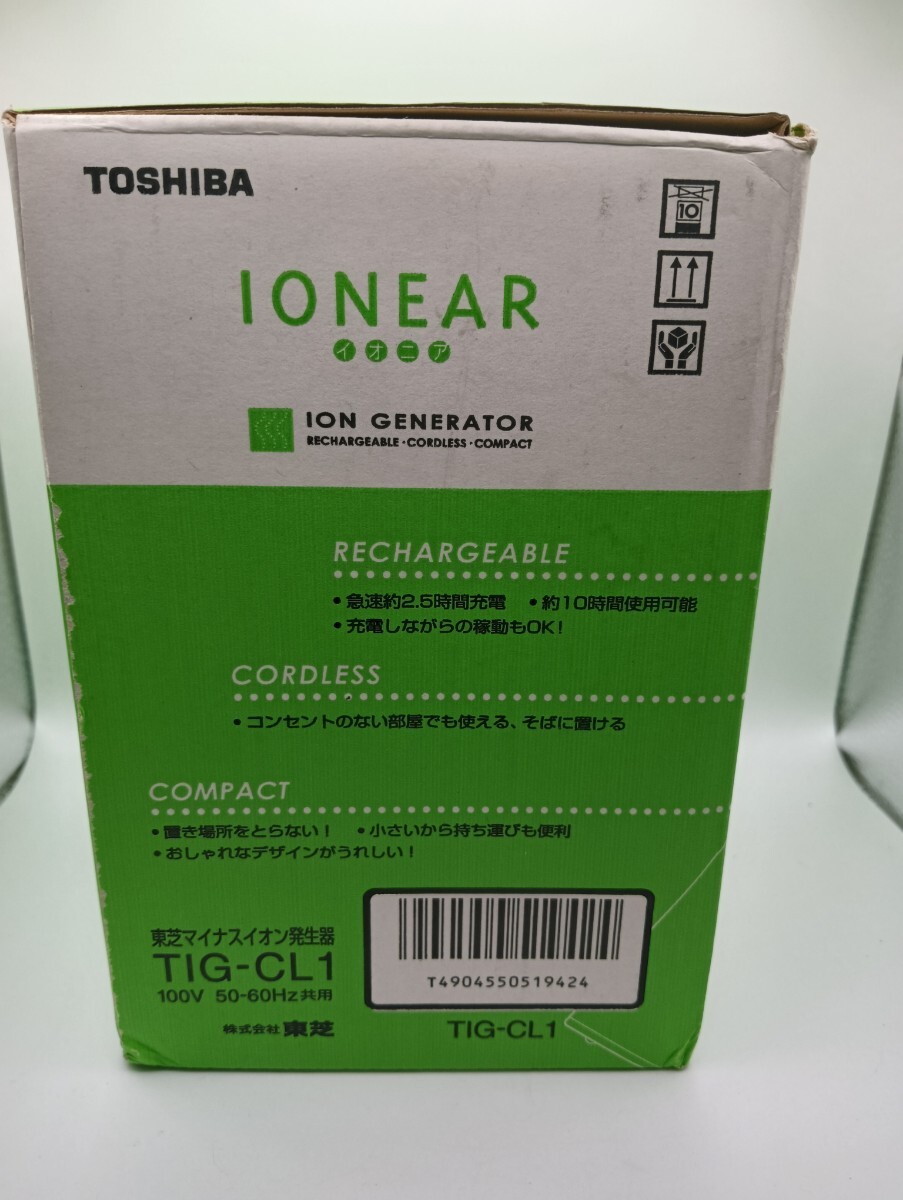 TOSHIBA
10
IONEAR
イオニア
ION GENERATOR
RECHARGEABLE・CORDLESS・COMPACT
RECHARGEABLE
•急速約2.5時間充電 •約10時間使用可能
•充電しながらの稼動もOK!
CORDLESS
•コンセントのない部屋でも使える、そばに置ける
COMPACT
•置き場所をとらない! •小さいから持ち運びも便利
•おしゃれなデザインがうれしい!
東芝マイナスイオン発生器
TIG-CL1
100V 50-60Hz共用
株式会社 東芝
T4904550519424
TIG-CL1